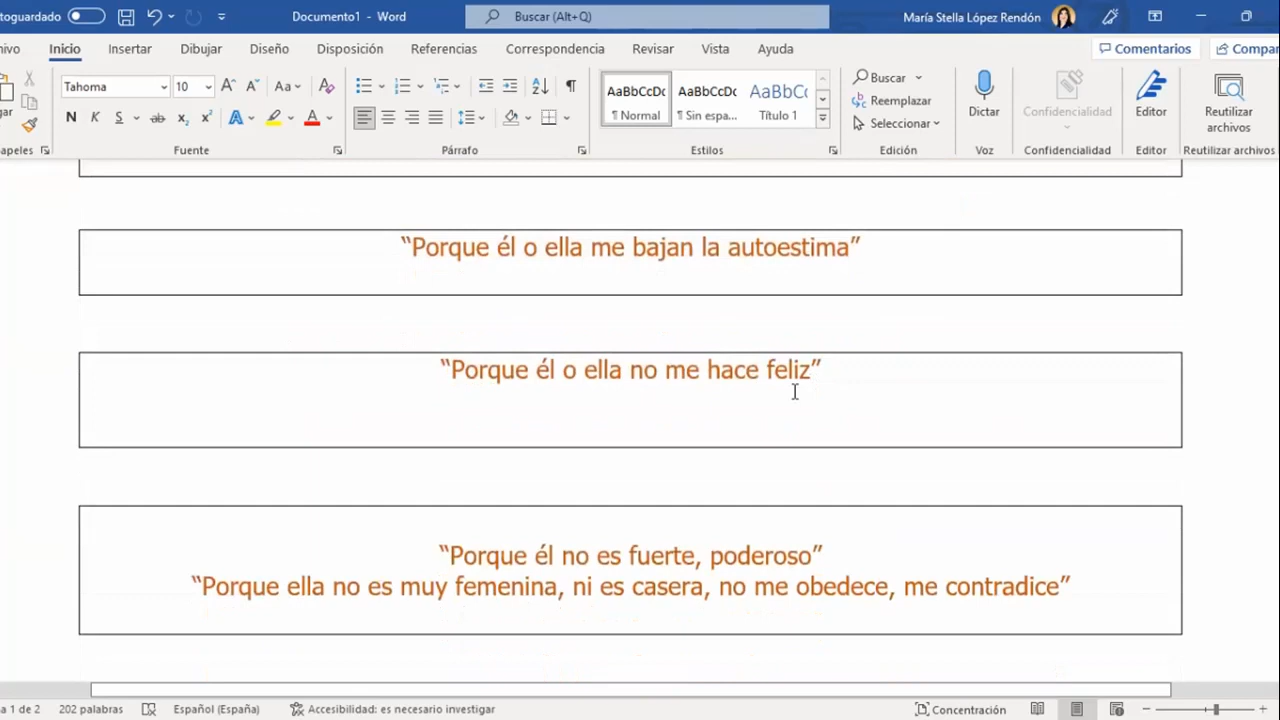 toguardado
Documento1 - Word
Buscar (Alt+Q)
María Stella López Rendón
Inicio
Insertar
Dibujar
Diseño
Disposición
Referencias
Correspondencia
Revisar
Vista
Ayuda
Comentarios
Compar
Tahoma
10
Aa
AaBbCcDc
AaBbCcDc
AaBbCc
¶ Normal
¶ Sin espa...
Título 1
Buscar
Reemplazar
Seleccionar
Dictar
Confidencialidad
Editor
Reutilizar
archivos
N K S ab x₂ x² A A
Fuente
Párrafo
Estilos
Edición
Voz
Confidencialidad
Editor
Reutilizar archivos
“Porque él o ella me bajan la autoestima”
“Porque él o ella no me hace feliz”
“Porque él no es fuerte, poderoso”
“Porque ella no es muy femenina, ni es casera, no me obedece, me contradice”
a 1 de 2
202 palabras
Español (España)
Accesibilidad: es necesario investigar
Concentración